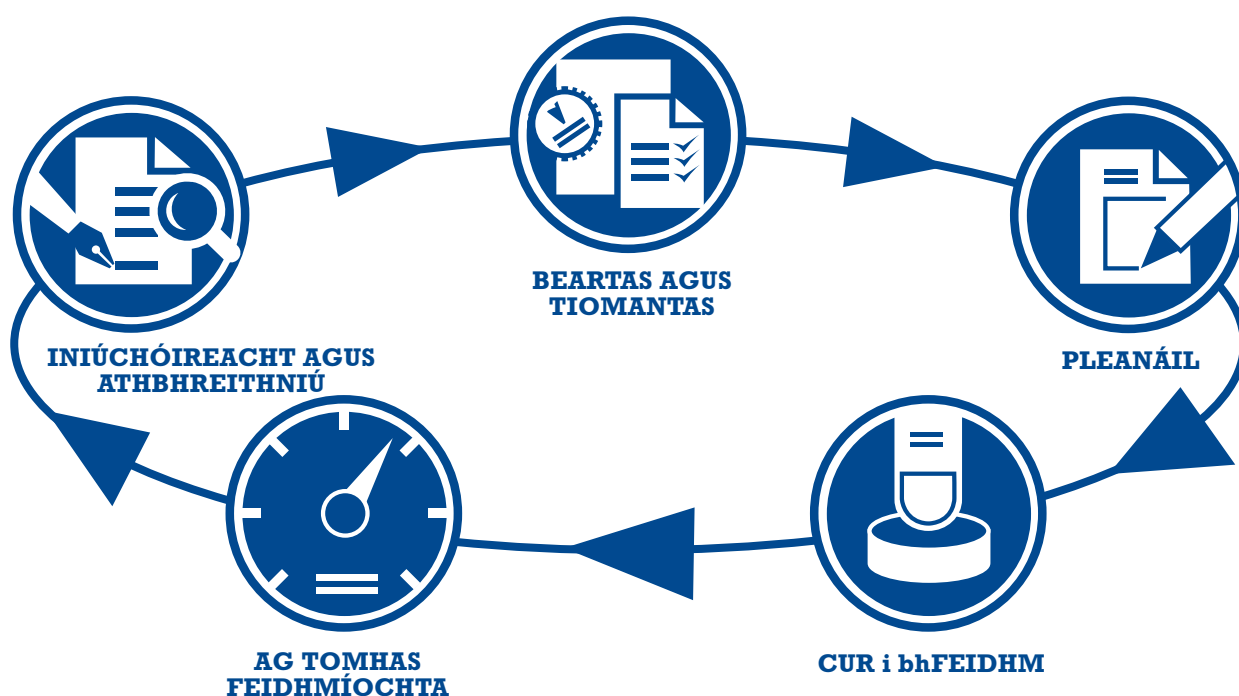 BEARTAS AGUS
TIOMANTAS
PLEANÁIL
CUR i bhFEIDHM
AG TOMHAS
FEIDHMÍOCHTA
INIÚCHÓIREACHT AGUS
ATHBHREITHNIÚ